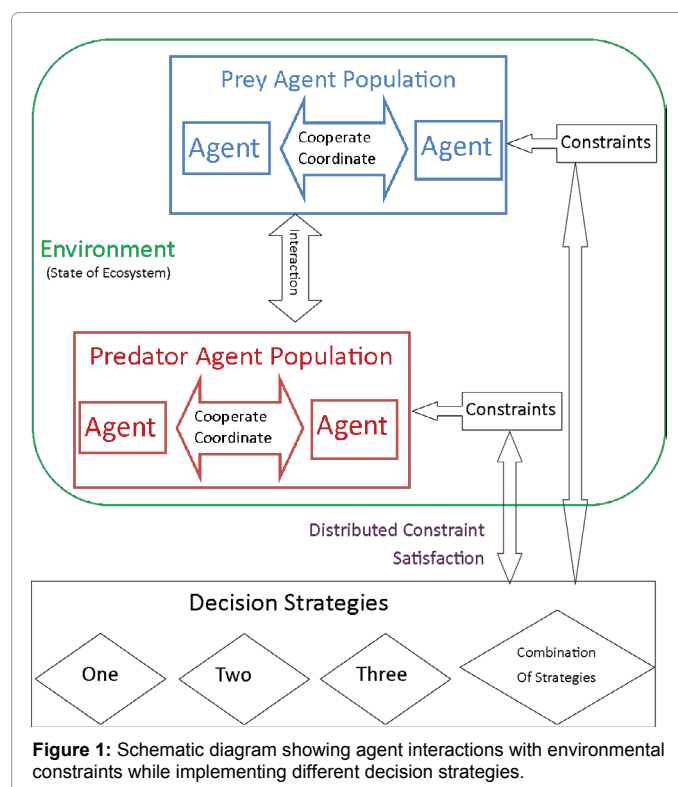 Prey Agent Population
Agent
Cooperate
Coordinate
Agent
Constraints
Environment
(State of Ecosystem)
Interaction
Predator Agent Population
Agent
Cooperate
Coordinate
Agent
Constraints
Distributed Constraint
Satisfaction
Decision Strategies
One
Two
Three
Combination
Of Strategies
Figure 1: Schematic diagram showing agent interactions with environmental
constraints while implementing different decision strategies.